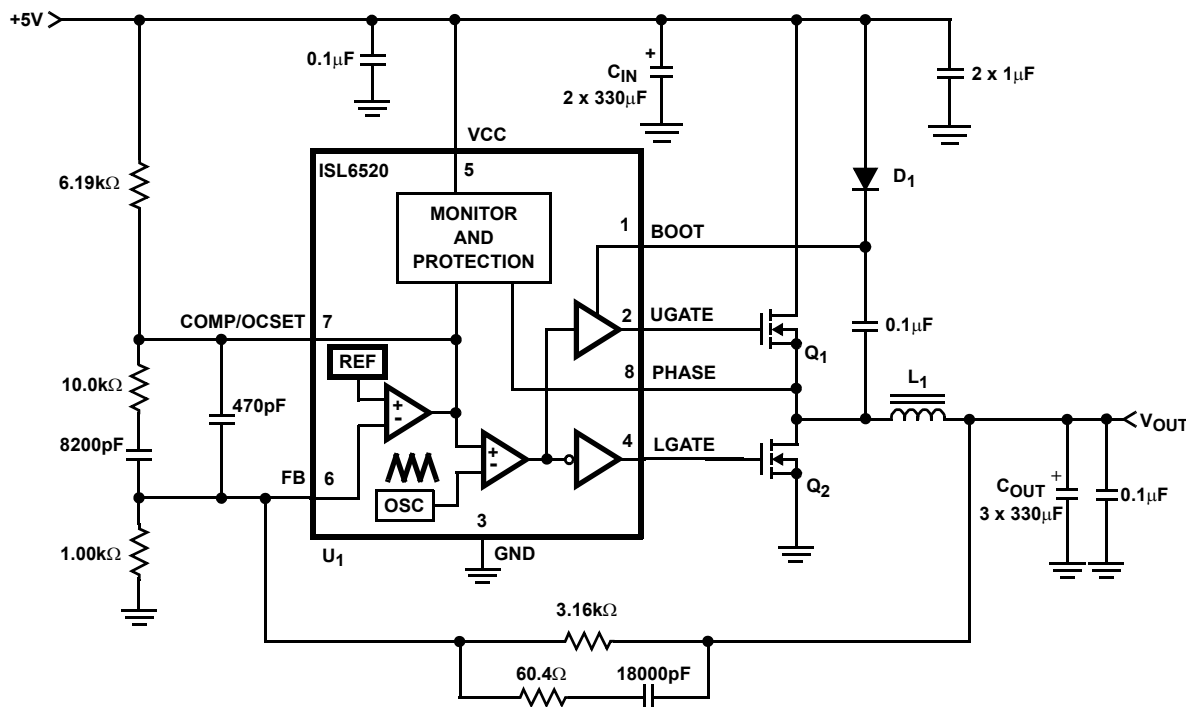 +5V
0.1μF
C_IN
2 x 330μF
2 x 1μF
VCC
ISL6520
5
6.19kΩ
D1
MONITOR
AND
PROTECTION
1
BOOT
COMP/OCSET
7
2
UGATE
0.1μF
REF
Q1
10.0kΩ
8
PHASE
L1
470pF
+
-
8200pF
+
-
4
LGATE
VOUT
FB
6
OSC
Q2
COUT
3 x 330μF
0.1μF
3
1.00kΩ
U1
GND
3.16kΩ
60.4Ω
18000pF